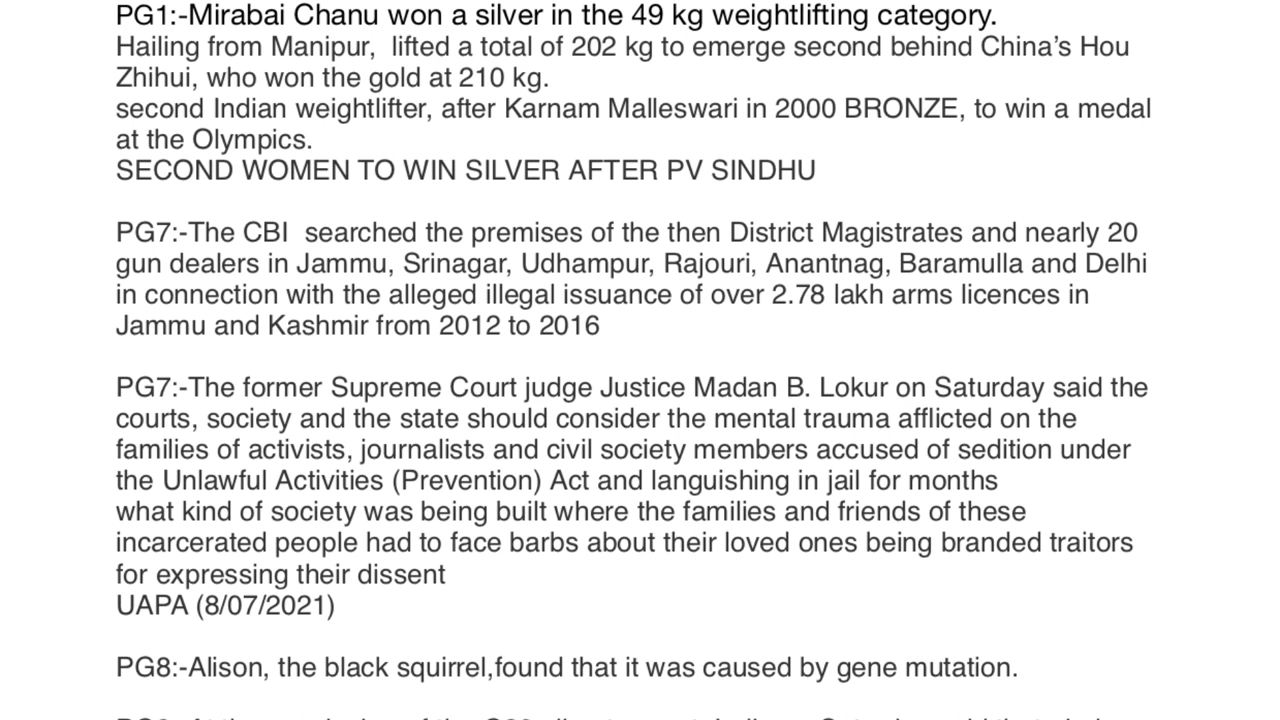 PG1:-Mirabai Chanu won a silver in the 49 kg weightlifting category.
Hailing from Manipur,  lifted a total of 202 kg to emerge second behind China’s Hou
Zhihui, who won the gold at 210 kg.
second Indian weightlifter, after Karnam Malleswari in 2000 BRONZE, to win a medal
at the Olympics.
SECOND WOMEN TO WIN SILVER AFTER PV SINDHU
PG7:-The CBI  searched the premises of the then District Magistrates and nearly 20
gun dealers in Jammu, Srinagar, Udhampur, Rajouri, Anantnag, Baramulla and Delhi
in connection with the alleged illegal issuance of over 2.78 lakh arms licences in
Jammu and Kashmir from 2012 to 2016
PG7:-The former Supreme Court judge Justice Madan B. Lokur on Saturday said the
courts, society and the state should consider the mental trauma afflicted on the
families of activists, journalists and civil society members accused of sedition under
the Unlawful Activities (Prevention) Act and languishing in jail for months
what kind of society was being built where the families and friends of these
incarcerated people had to face barbs about their loved ones being branded traitors
for expressing their dissent
UAPA (8/07/2021)
PG8:-Alison, the black squirrel,found that it was caused by gene mutation.